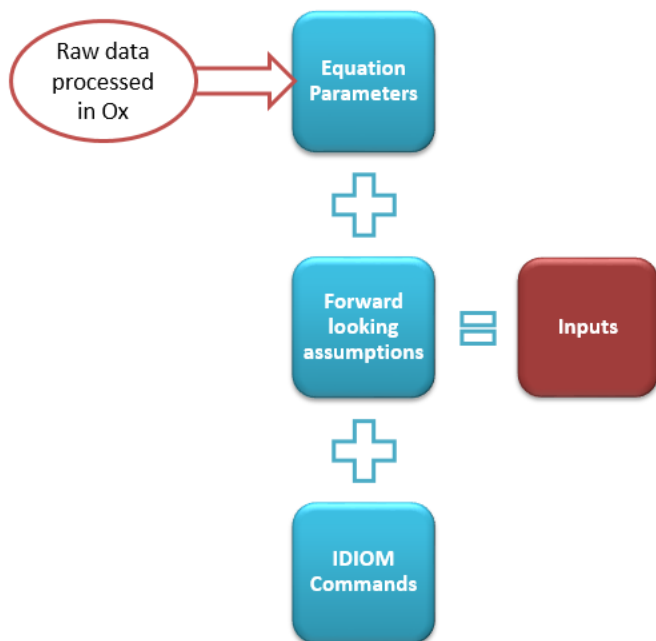 Raw data
processed
in Ox
Equation
Parameters
Forward
looking
assumptions
Inputs
IDIOM
Commands